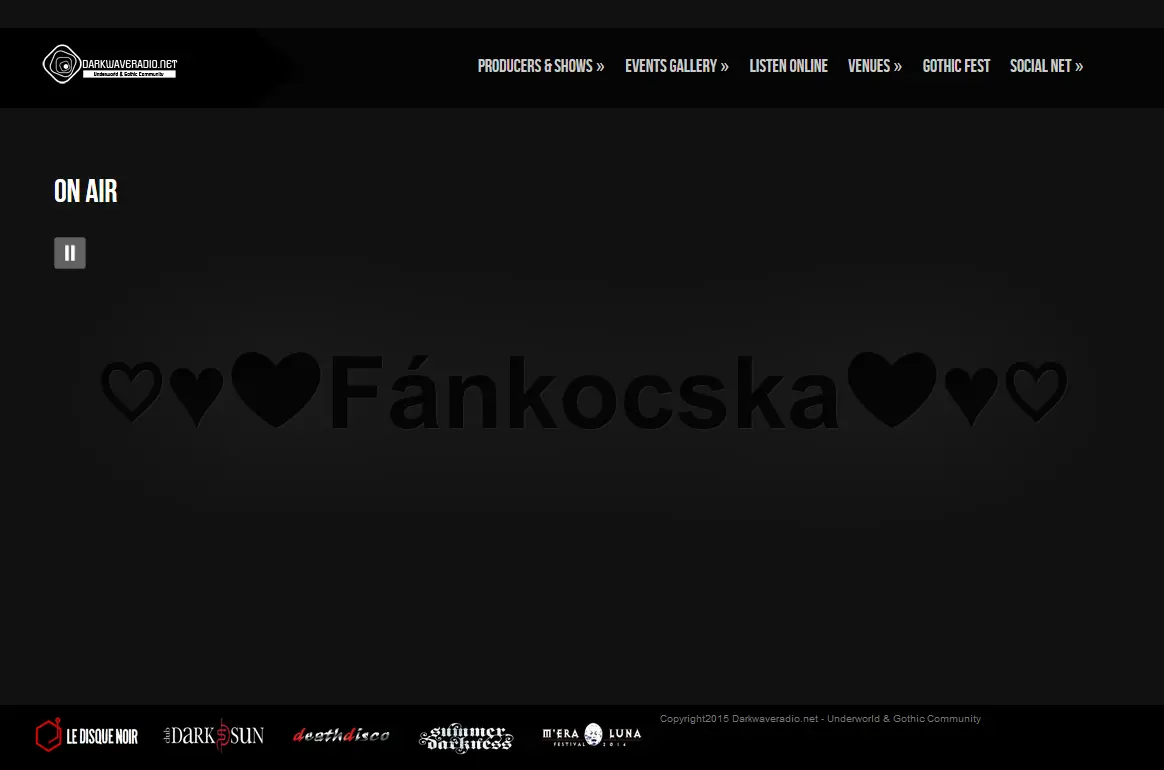 DARKWAVERADIO.NET
Underworld & Gothic Community
PRODUCERS & SHOWS » EVENTS GALLERY » LISTEN ONLINE VENUES » GOTHIC FEST SOCIAL NET »
ON AIR
♡♥❤Fánkocska❤♥♡
LE DISQUE NOIR
club DARK SUN
deathdisco
summer darkness
M'ERA LUNA
FESTIVAL 2014
Copyright2015 Darkwaveradio.net - Underworld & Gothic Community